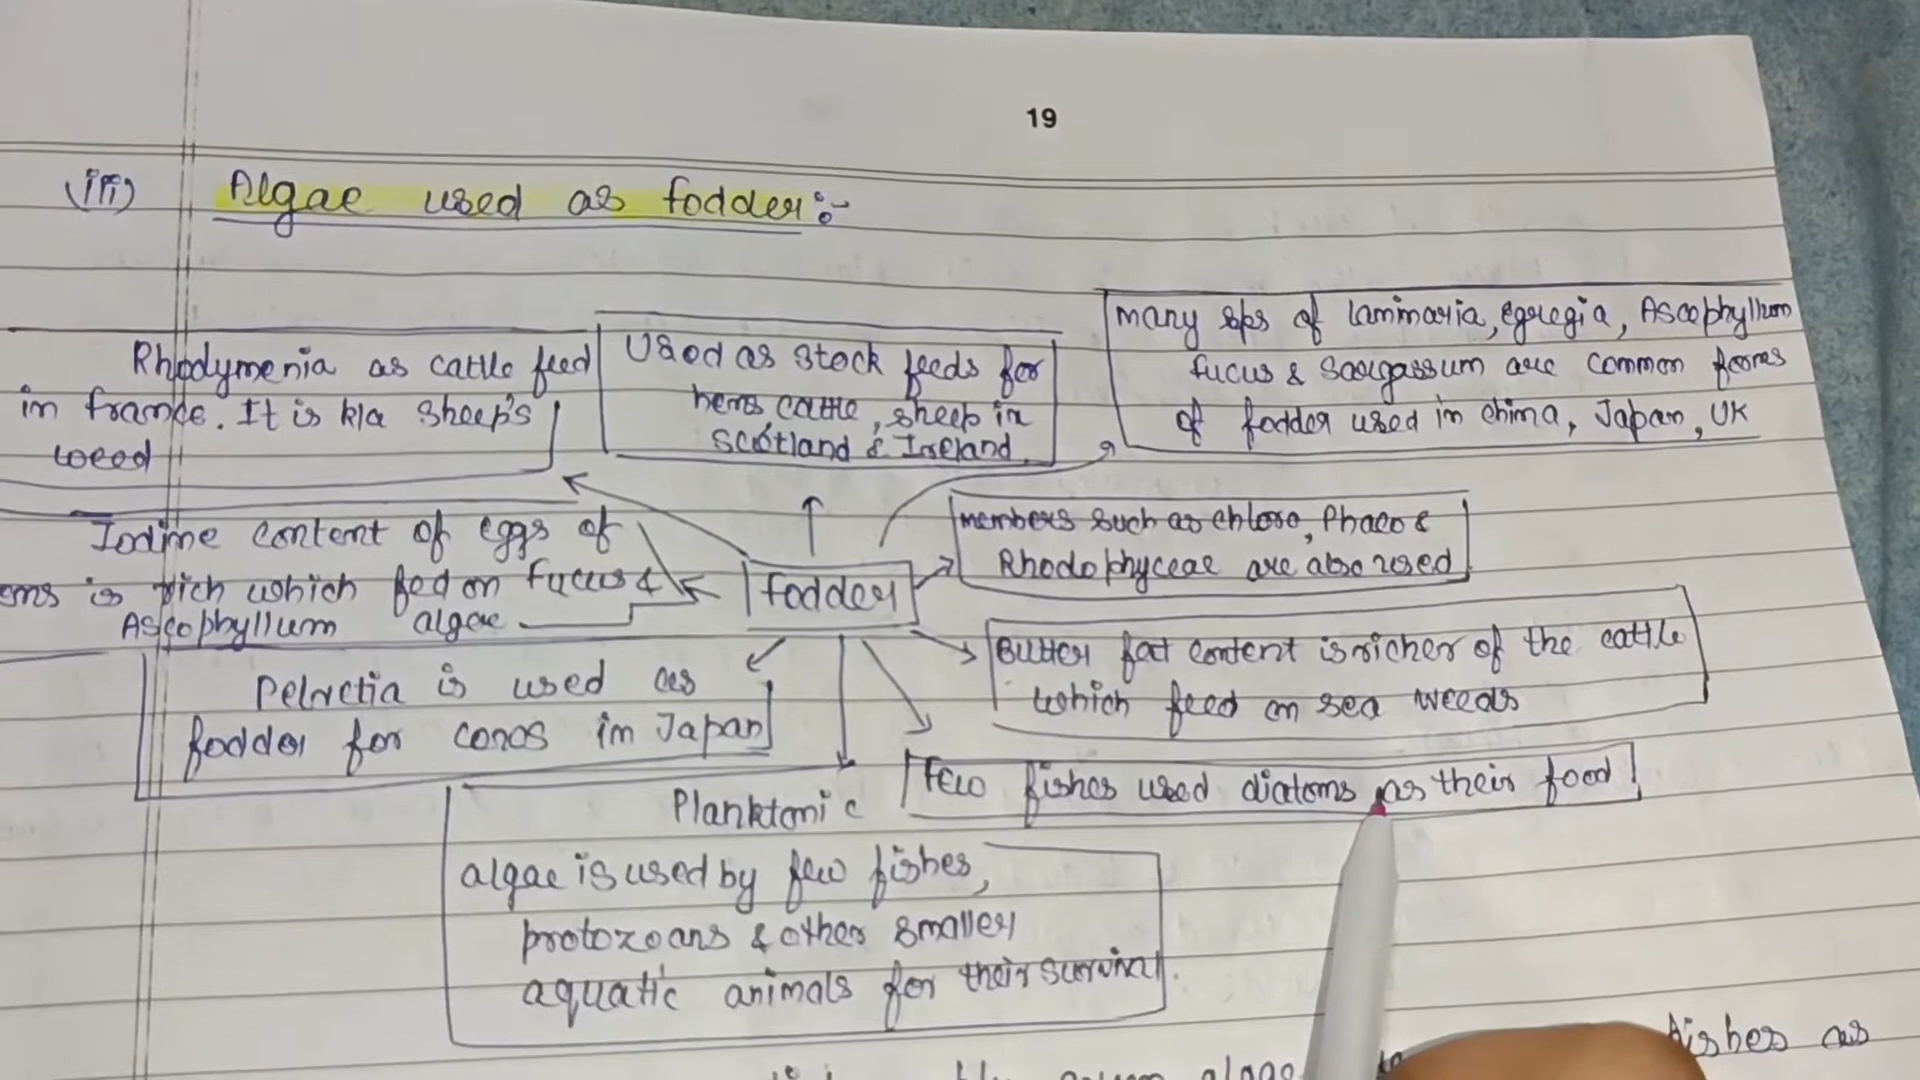 19
(iii) Algae used as fodder:-
Rhodymenia as cattle feed
in france. It is k/a sheep's
weed
Used as stock feeds for
hens cattle, sheep in
Scotland & Ireland
many sps of laminaria, egregia, Ascophyllum
fucus & Sargassum are common forms
of fodder used in china, Japan, UK
Iodine content of eggs of
ems is rich which fed on fucus &
Ascophyllum algae
fodder
members such as chloro, Phaeo &
Rhodophyceae are also used
Butter fat content is richer of the cattle
which feed on sea weeds
Pelvetia is used as
fodder for cows in Japan
Few fishes used diatoms as their food
Planktonic
algae is used by few fishes,
protozoans & other smaller
aquatic animals for their survival.
fishes as
algae